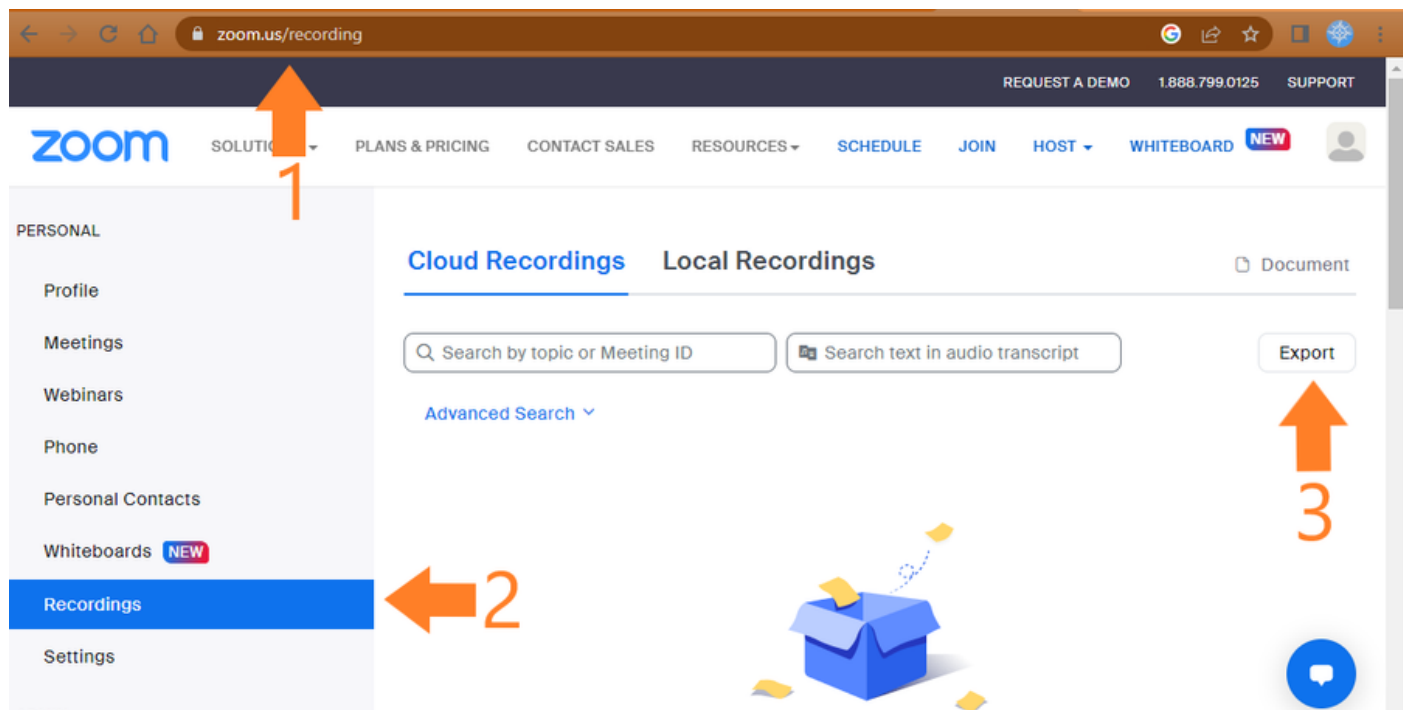 zoom.us/recording
REQUEST A DEMO 1.888.799.0125 SUPPORT
zoom PLANS & PRICING CONTACT SALES RESOURCES SCHEDULE JOIN HOST WHITEBOARD NEW
1
PERSONAL
Profile
Meetings
Webinars
Phone
Personal Contacts
Whiteboards NEW
Recordings
Settings
2
Cloud Recordings Local Recordings Document
Search by topic or Meeting ID Search text in audio transcript Export
Advanced Search
3